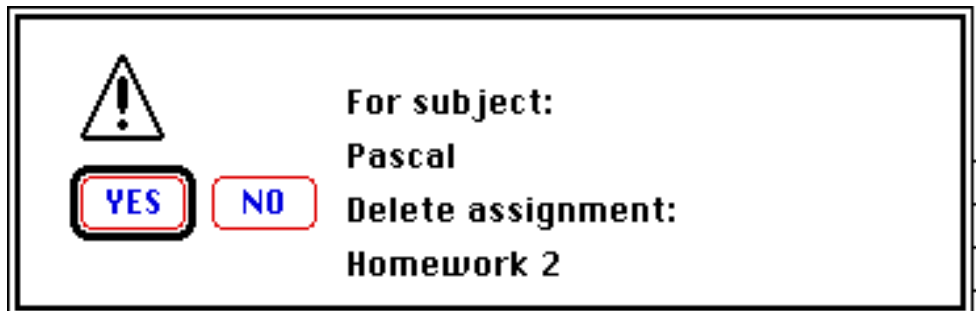 For subject:
Pascal
YES NO
Delete assignment:
Homework 2